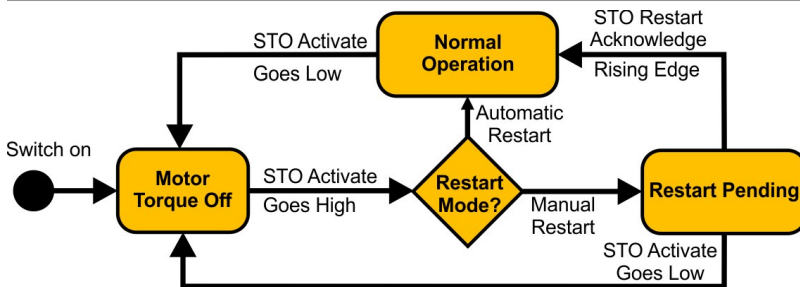 STO Activate
Goes Low
Normal
Operation
STO Restart
Acknowledge
Rising Edge
Automatic
Restart
Switch on
Motor
Torque Off
STO Activate
Goes High
Restart
Mode?
Manual
Restart
Restart Pending
STO Activate
Goes Low